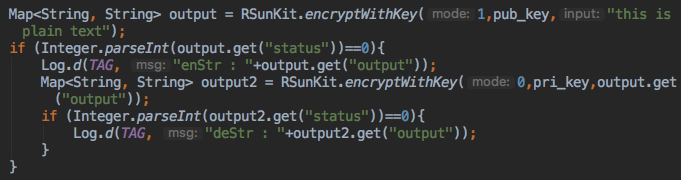 Map<String, String> output = RSunKit.encryptWithKey( mode: 1,pub_key, input: "this is
plain text");
if (Integer.parseInt(output.get("status"))==0){
Log.d(TAG, msg: "enStr : "+output.get("output"));
Map<String, String> output2 = RSunKit.encryptWithKey( mode: 0,pri_key,output.get
("output"));
if (Integer.parseInt(output2.get("status"))==0){
Log.d(TAG, msg: "deStr : "+output2.get("output"));
}
}